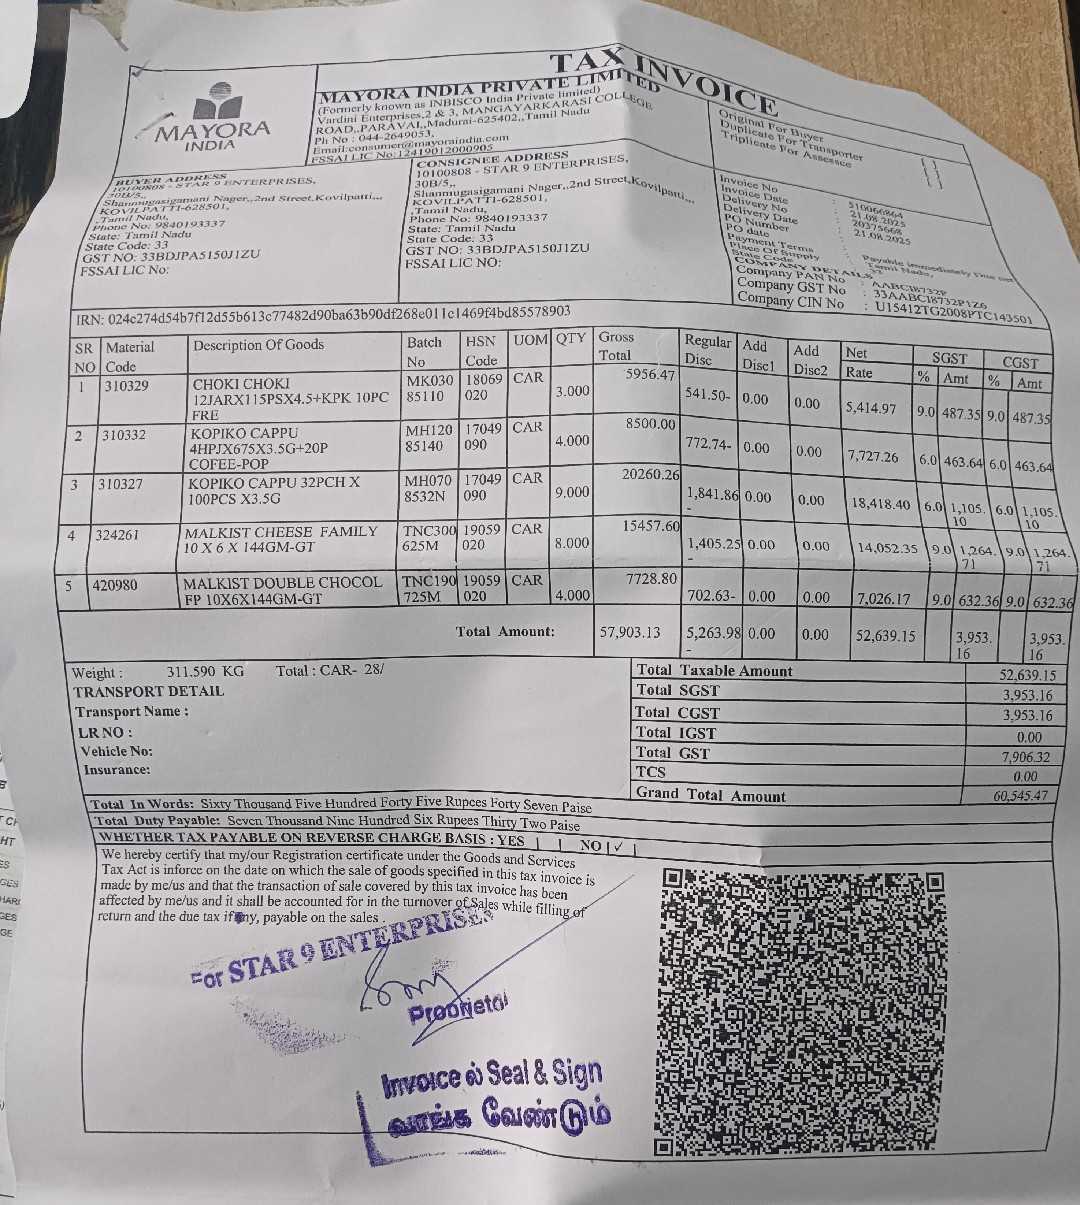 TAX INVOICE
MAYORA
INDIA
MAYORA INDIA PRIVATE LIMITED
(Formerly known as INBISCO India Private limited)
Vardini Enterprises,2 & 3, MANGAYARKARASI COLLEGE
ROAD,,PARAVAI,,Madurai-625402,,Tamil Nadu
Ph No : 044-2649053,
Email:consumer@mayoraindia.com
FSSAI LIC No:12419012000905
Original For Buyer
Duplicate For Transporter
Triplicate For Assessee
BUYER ADDRESS
10100808 - STAR 9 ENTERPRISES,
30B/5,,
Shanmugasigamani Nager,,2nd Street,Kovilpatti,,,
KOVILPATTI-628501,
,Tamil Nadu,
Phone No: 9840193337
State: Tamil Nadu
State Code: 33
GST NO: 33BDJPA5150J1ZU
FSSAI LIC No:
CONSIGNEE ADDRESS
10100808 - STAR 9 ENTERPRISES,
30B/5,,
Shanmugasigamani Nager,,2nd Street,Kovilpatti,,,
KOVILPATTI-628501,
,Tamil Nadu,
Phone No: 9840193337
State: Tamil Nadu
State Code: 33
GST NO: 33BDJPA5150J1ZU
FSSAI LIC NO:
Invoice No : 510066864
Invoice Date : 21.08.2025
Delivery No : 20375668
Delivery Date : 21.08.2025
PO Number
PO date
Payment Terms : Payable immediately Due net
Place Of Supply : Tamil Nadu,
State Code : 33
COMPANY DETAILS
Company PAN No : AABCI8732P
Company GST No : 33AABCI8732P1Z6
Company CIN No : U15412TG2008PTC143501
IRN: 024c274d54b7f12d55b613c77482d90ba63b90df268e011c1469f4bd85578903
SR NO Material Code Description Of Goods Batch No HSN Code UOM QTY Gross Total Regular Disc Add Disc1 Add Disc2 Net Rate SGST % Amt CGST % Amt
1 310329 CHOKI CHOKI 12JARX115PSX4.5+KPK 10PC FRE MK030 85110 18069 020 CAR 3.000 5956.47 541.50- 0.00 0.00 5,414.97 9.0 487.35 9.0 487.35
2 310332 KOPIKO CAPPU 4HPJX675X3.5G+20P COFEE-POP MH120 85140 17049 090 CAR 4.000 8500.00 772.74- 0.00 0.00 7,727.26 6.0 463.64 6.0 463.64
3 310327 KOPIKO CAPPU 32PCH X 100PCS X3.5G MH070 8532N 17049 090 CAR 9.000 20260.26 1,841.86 - 0.00 0.00 18,418.40 6.0 1,105. 10 6.0 1,105. 10
4 324261 MALKIST CHEESE FAMILY 10 X 6 X 144GM-GT TNC300 625M 19059 020 CAR 8.000 15457.60 1,405.25 - 0.00 0.00 14,052.35 9.0 1,264. 71 9.0 1,264. 71
5 420980 MALKIST DOUBLE CHOCOL FP 10X6X144GM-GT TNC190 725M 19059 020 CAR 4.000 7728.80 702.63- 0.00 0.00 7,026.17 9.0 632.36 9.0 632.36
Total Amount: 57,903.13 5,263.98 - 0.00 0.00 52,639.15 3,953. 16 3,953. 16
Weight : 311.590 KG Total : CAR- 28/
TRANSPORT DETAIL
Transport Name :
LR NO :
Vehicle No:
Insurance:
Total Taxable Amount 52,639.15
Total SGST 3,953.16
Total CGST 3,953.16
Total IGST 0.00
Total GST 7,906.32
TCS 0.00
Grand Total Amount 60,545.47
Total In Words: Sixty Thousand Five Hundred Forty Five Rupees Forty Seven Paise
Total Duty Payable: Seven Thousand Nine Hundred Six Rupees Thirty Two Paise
WHETHER TAX PAYABLE ON REVERSE CHARGE BASIS : YES | | NO |✓ |
We hereby certify that my/our Registration certificate under the Goods and Services
Tax Act is inforce on the date on which the sale of goods specified in this tax invoice is
made by me/us and that the transaction of sale covered by this tax invoice has been
affected by me/us and it shall be accounted for in the turnover of Sales while filling of
return and the due tax if any, payable on the sales .
For STAR 9 ENTERPRISES
Proprietor
Invoice ல் Seal & Sign
வாங்க வேண்டும்